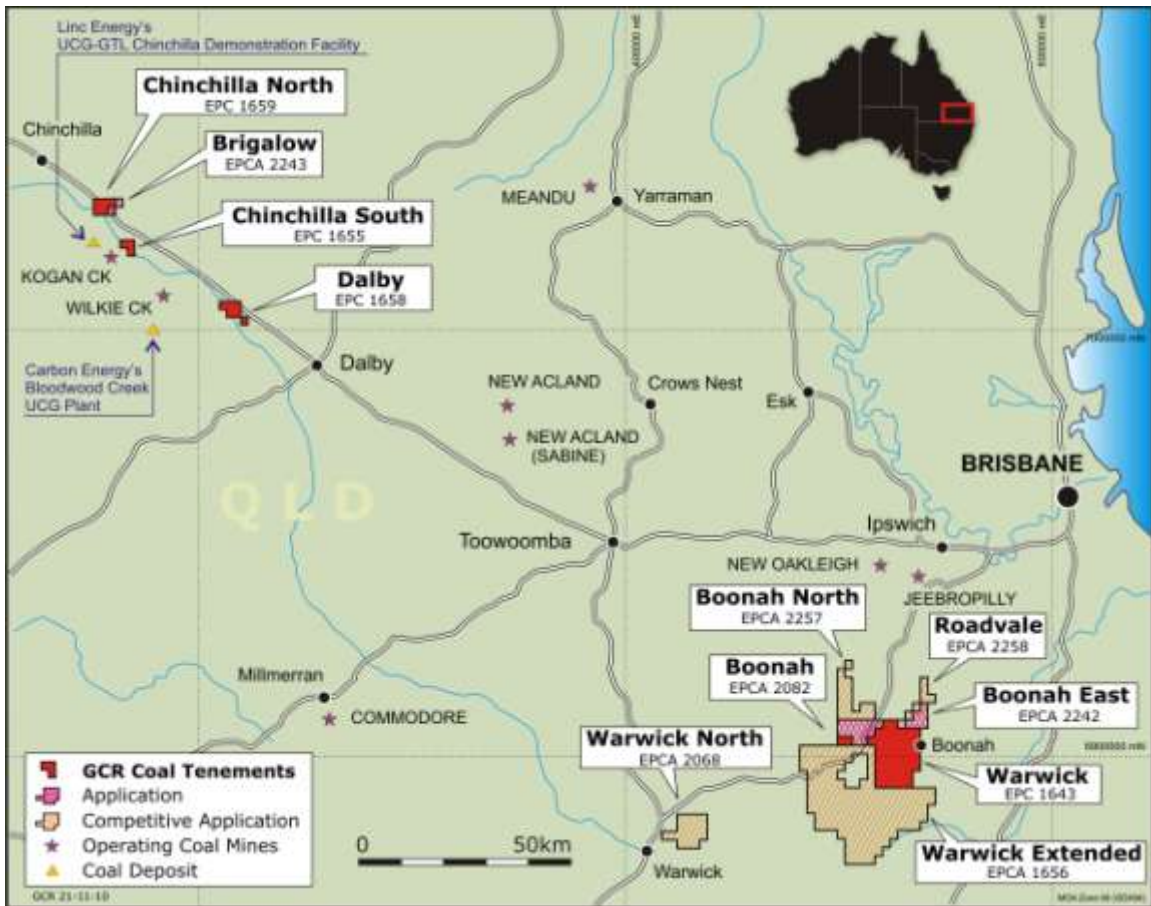 Linc Energy's
UCG-GTL Chinchilla Demonstration Facility
Chinchilla North
EPC 1659
Chinchilla
Brigalow
EPCA 2243
Chinchilla South
EPC 1655
KOGAN CK
WILKIE CK
Dalby
EPC 1658
Carbon Energy's
Bloodwood Creek
UCG Plant
Dalby
MEANDU
Yarraman
NEW ACLAND
NEW ACLAND
(SABINE)
Crows Nest
Esk
BRISBANE
QLD
Toowoomba
Ipswich
NEW OAKLEIGH
JEEBROPILLY
Boonah North
EPCA 2257
Roadvale
EPCA 2258
Boonah
EPCA 2082
Boonah East
EPCA 2242
Millmerran
COMMODORE
Warwick North
EPCA 2068
Boonah
Warwick
EPC 1643
Warwick Extended
EPCA 1656
Warwick
GCR Coal Tenements
Application
Competitive Application
Operating Coal Mines
Coal Deposit
0 50km
GCR 21-11-10